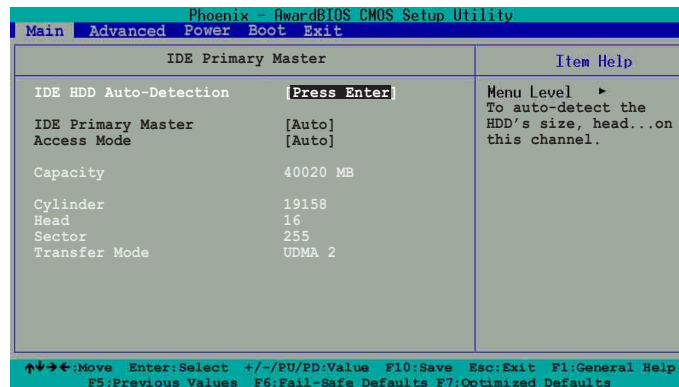 Phoenix - AwardBIOS CMOS Setup Utility
Main Advanced Power Boot Exit
IDE Primary Master
Item Help
IDE HDD Auto-Detection [Press Enter]
IDE Primary Master [Auto]
Access Mode [Auto]
Capacity 40020 MB
Cylinder 19158
Head 16
Sector 255
Transfer Mode UDMA 2
Menu Level ▸
To auto-detect the
HDD's size, head...on
this channel.
↑↓→←:Move Enter:Select +/-/PU/PD:Value F10:Save Esc:Exit F1:General Help
F5:Previous Values F6:Fail-Safe Defaults F7:Optimized Defaults